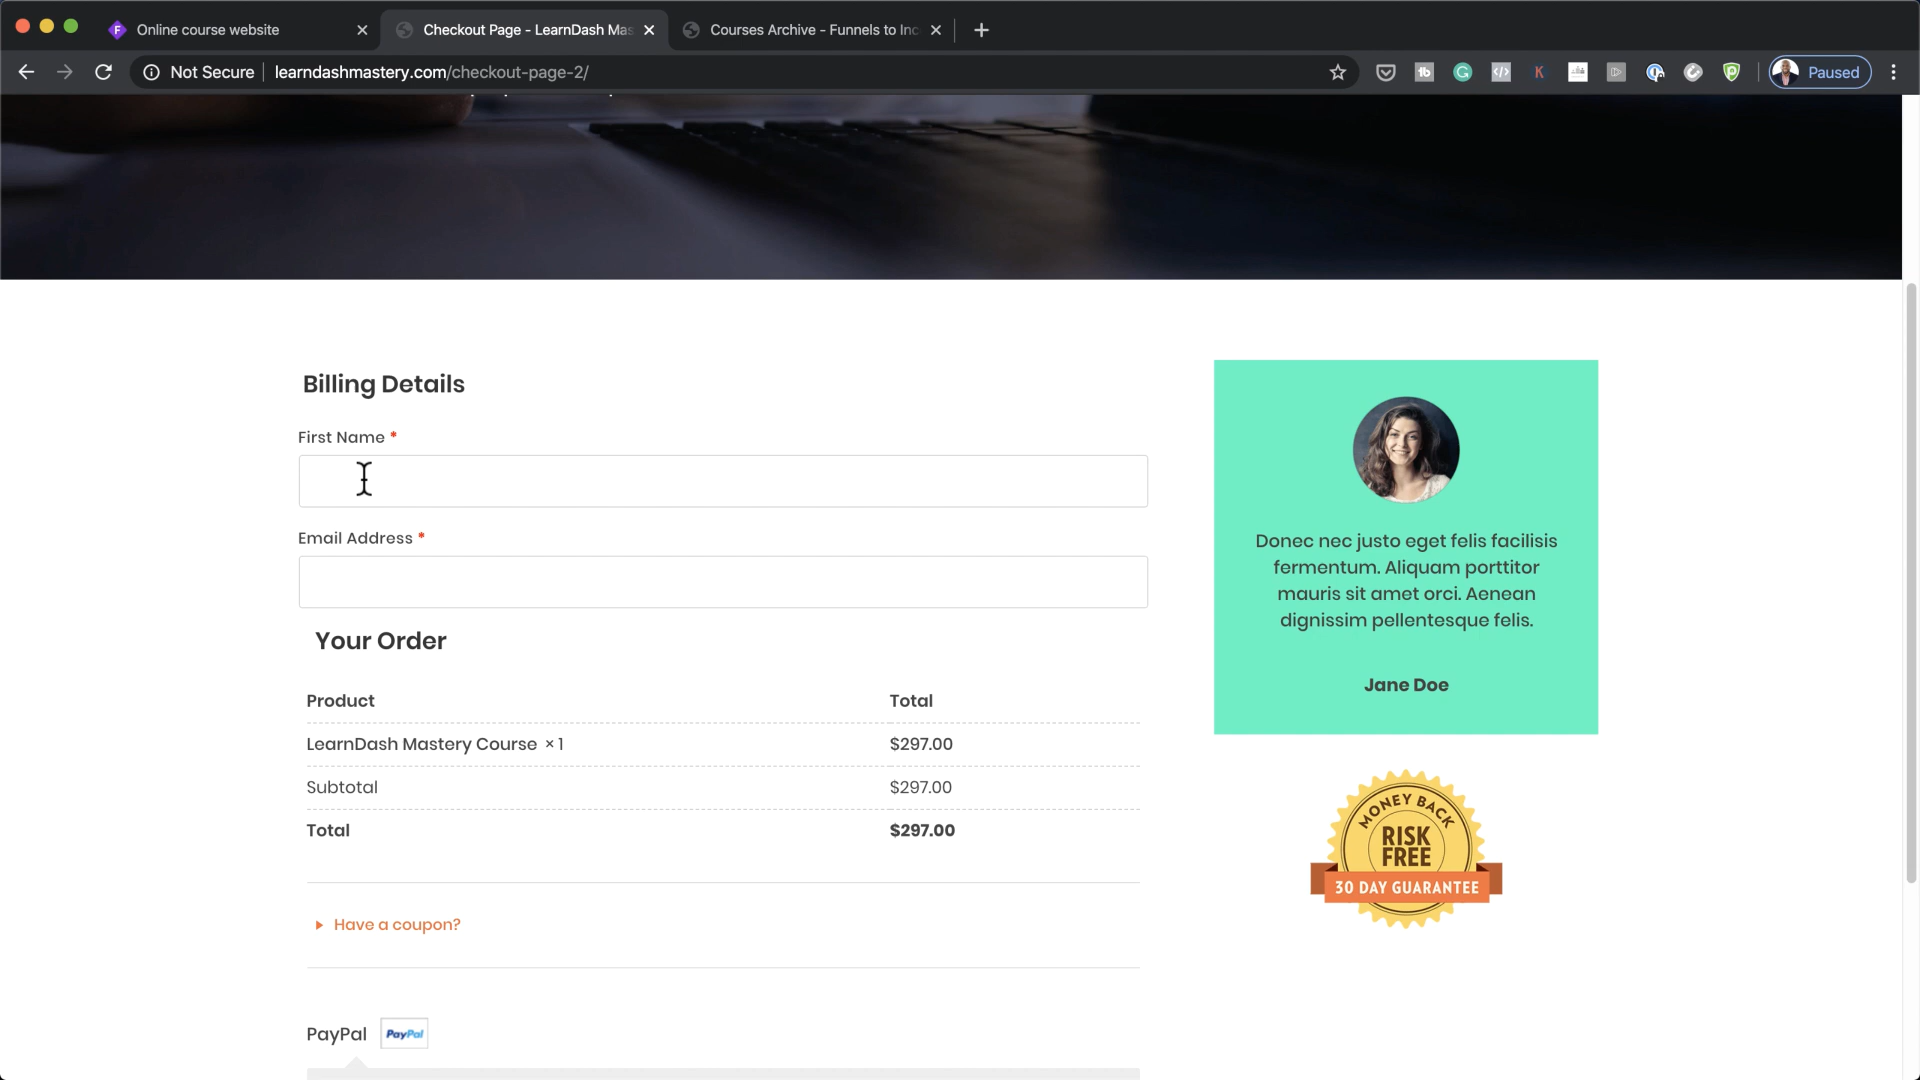 Online course website
Checkout Page - LearnDash Mas
Courses Archive - Funnels to Inc
Not Secure
learndashmastery.com/checkout-page-2/
Paused
Billing Details
First Name *
Email Address *
Your Order
Product Total
LearnDash Mastery Course × 1 $297.00
Subtotal $297.00
Total $297.00
Have a coupon?
PayPal PayPal
Donec nec justo eget felis facilisis
fermentum. Aliquam porttitor
mauris sit amet orci. Aenean
dignissim pellentesque felis.
Jane Doe
MONEY BACK
RISK
FREE
30 DAY GUARANTEE